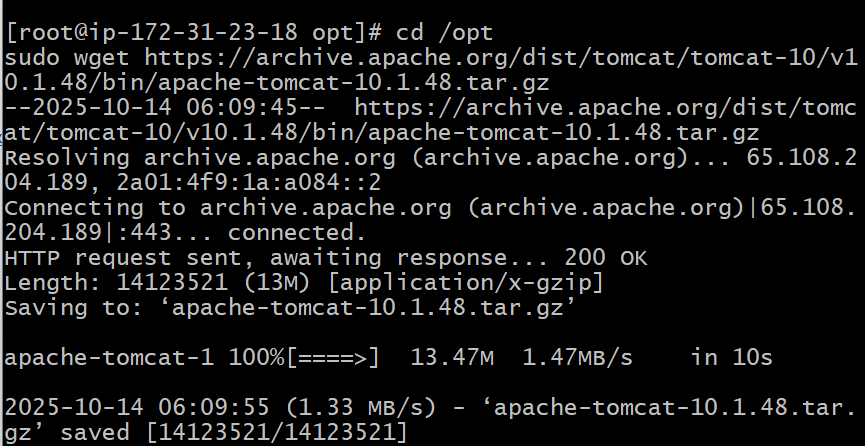 [root@ip-172-31-23-18 opt]# cd /opt
sudo wget https://archive.apache.org/dist/tomcat/tomcat-10/v1
0.1.48/bin/apache-tomcat-10.1.48.tar.gz
--2025-10-14 06:09:45--  https://archive.apache.org/dist/tomc
at/tomcat-10/v10.1.48/bin/apache-tomcat-10.1.48.tar.gz
Resolving archive.apache.org (archive.apache.org)... 65.108.2
04.189, 2a01:4f9:1a:a084::2
Connecting to archive.apache.org (archive.apache.org)|65.108.
204.189|:443... connected.
HTTP request sent, awaiting response... 200 OK
Length: 14123521 (13M) [application/x-gzip]
Saving to: ‘apache-tomcat-10.1.48.tar.gz’

apache-tomcat-1 100%[====>]  13.47M  1.47MB/s    in 10s

2025-10-14 06:09:55 (1.33 MB/s) - ‘apache-tomcat-10.1.48.tar.
gz’ saved [14123521/14123521]